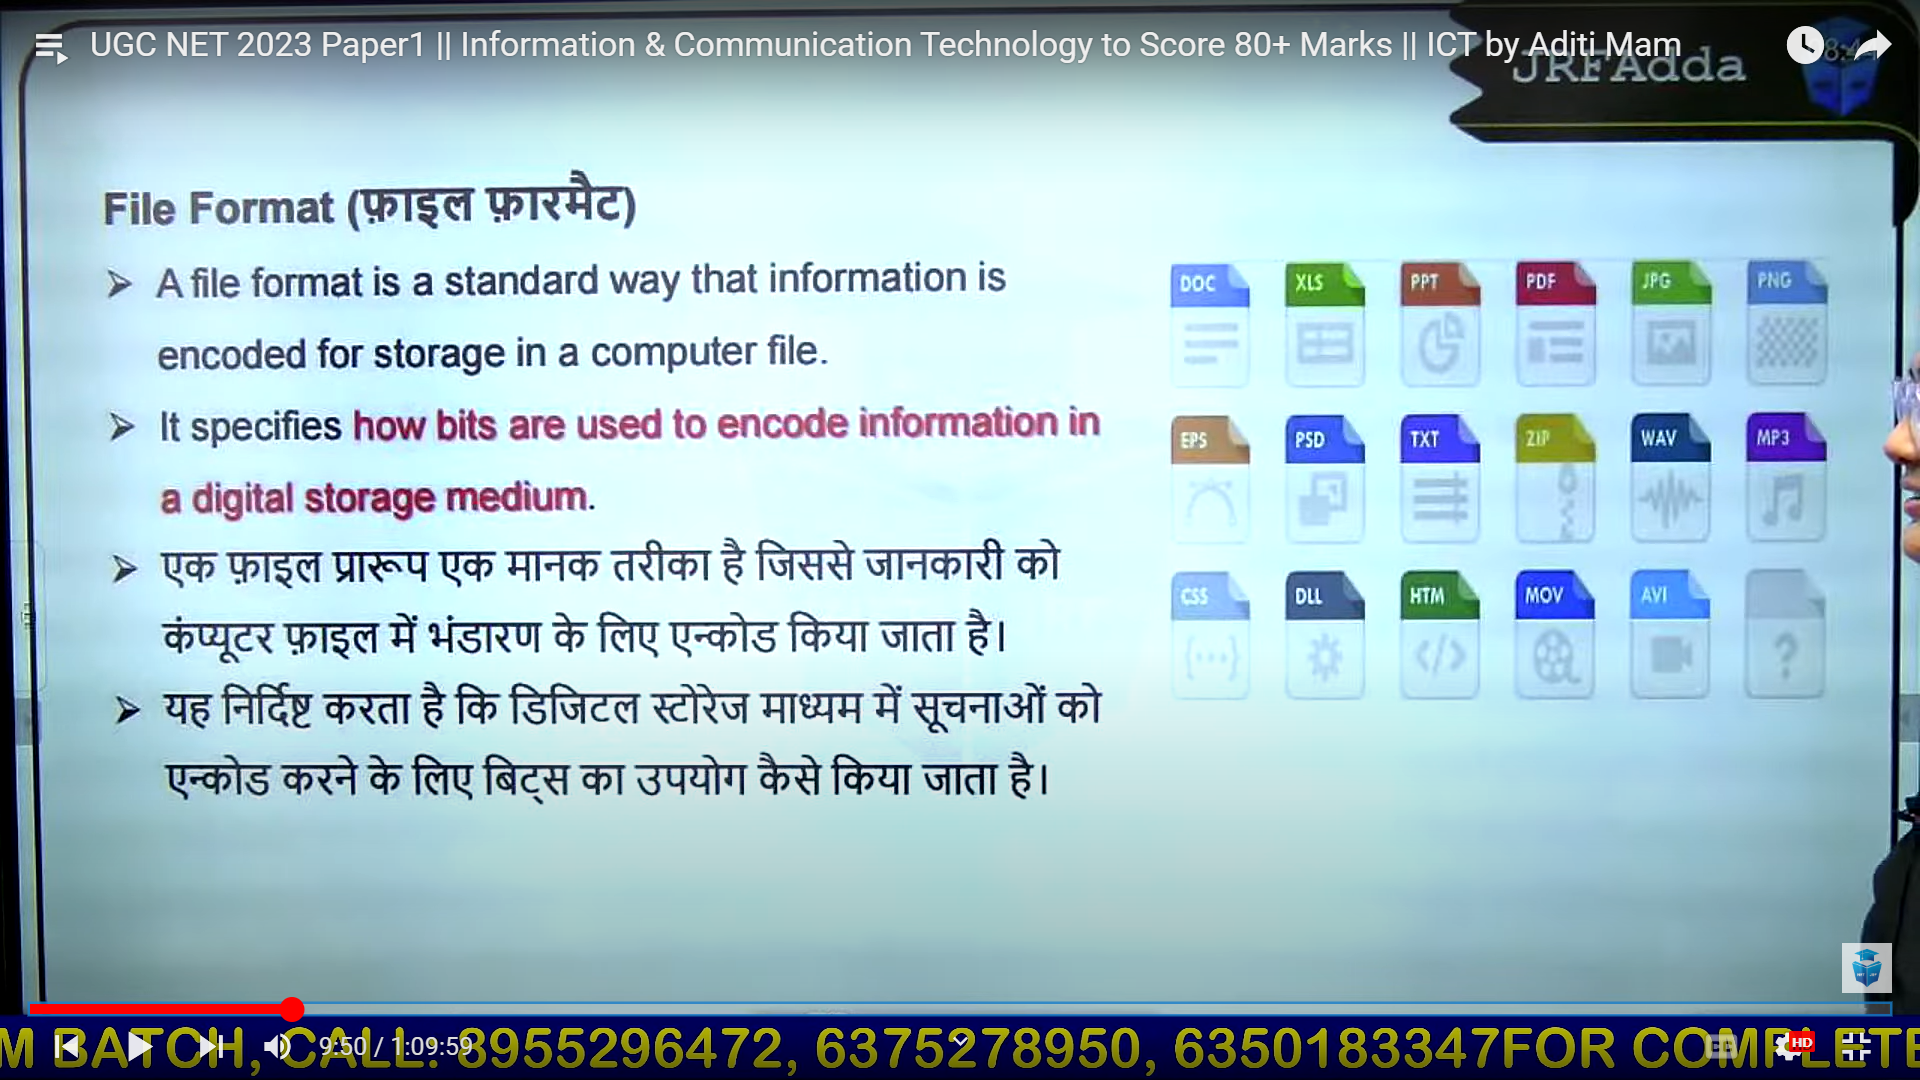 UGC NET 2023 Paper1 || Information & Communication Technology to Score 80+ Marks || ICT by Aditi Mam
JRFAdda
File Format (फ़ाइल फ़ारमैट)
➢ A file format is a standard way that information is
encoded for storage in a computer file.
➢ It specifies how bits are used to encode information in
a digital storage medium.
➢ एक फ़ाइल प्रारूप एक मानक तरीका है जिससे जानकारी को
कंप्यूटर फ़ाइल में भंडारण के लिए एन्कोड किया जाता है।
➢ यह निर्दिष्ट करता है कि डिजिटल स्टोरेज माध्यम में सूचनाओं को
एन्कोड करने के लिए बिट्स का उपयोग कैसे किया जाता है।
DOC XLS PPT PDF JPG PNG
EPS PSD TXT ZIP WAV MP3
CSS DLL HTM MOV AVI ?
M BATCH, CALL: 8955296472, 6375278950, 6350183347FOR COMPLETE
9:50 / 1:09:59
HD